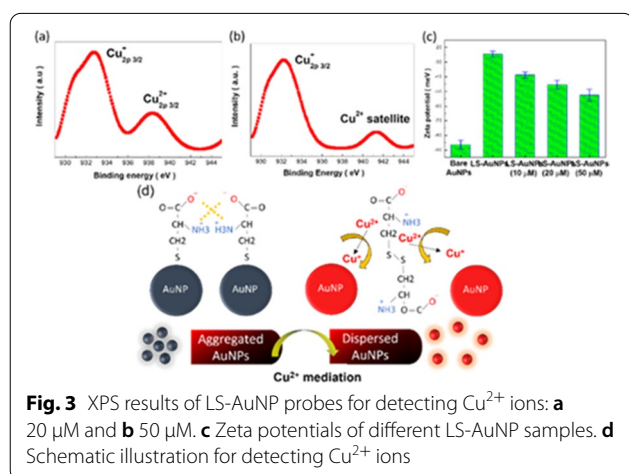 (a)
Cu⁺ 2p 3/2
Cu²⁺ 2p 3/2
Intensity ( a.u )
930 932 934 936 938 940 942 944
Binding energy ( eV )
(b)
Cu⁺ 2p 3/2
Cu²⁺ satellite
Intensity ( a.u )
930 932 934 936 938 940 942 944
Binding Energy ( eV )
(c)
Zeta potential ( meV )
Bare AuNPs
LS-AuNPs
LS-AuNPs (10 μM)
LS-AuNPs (20 μM)
LS-AuNPs (50 μM)
(d)
O O⁻ ⁻O O
NH3 H3N
+ +
CH2 CH2
S S
AuNP AuNP
O O⁻
Cu²⁺ NH3⁺
CH2 Cu²⁺
Cu⁺ S Cu⁺
S
CH2
AuNP AuNP
NH3⁺ O O⁻
Aggregated AuNPs
Dispersed AuNPs
Cu²⁺ mediation
Fig. 3 XPS results of LS-AuNP probes for detecting Cu²⁺ ions: a
20 μM and b 50 μM. c Zeta potentials of different LS-AuNP samples. d
Schematic illustration for detecting Cu²⁺ ions